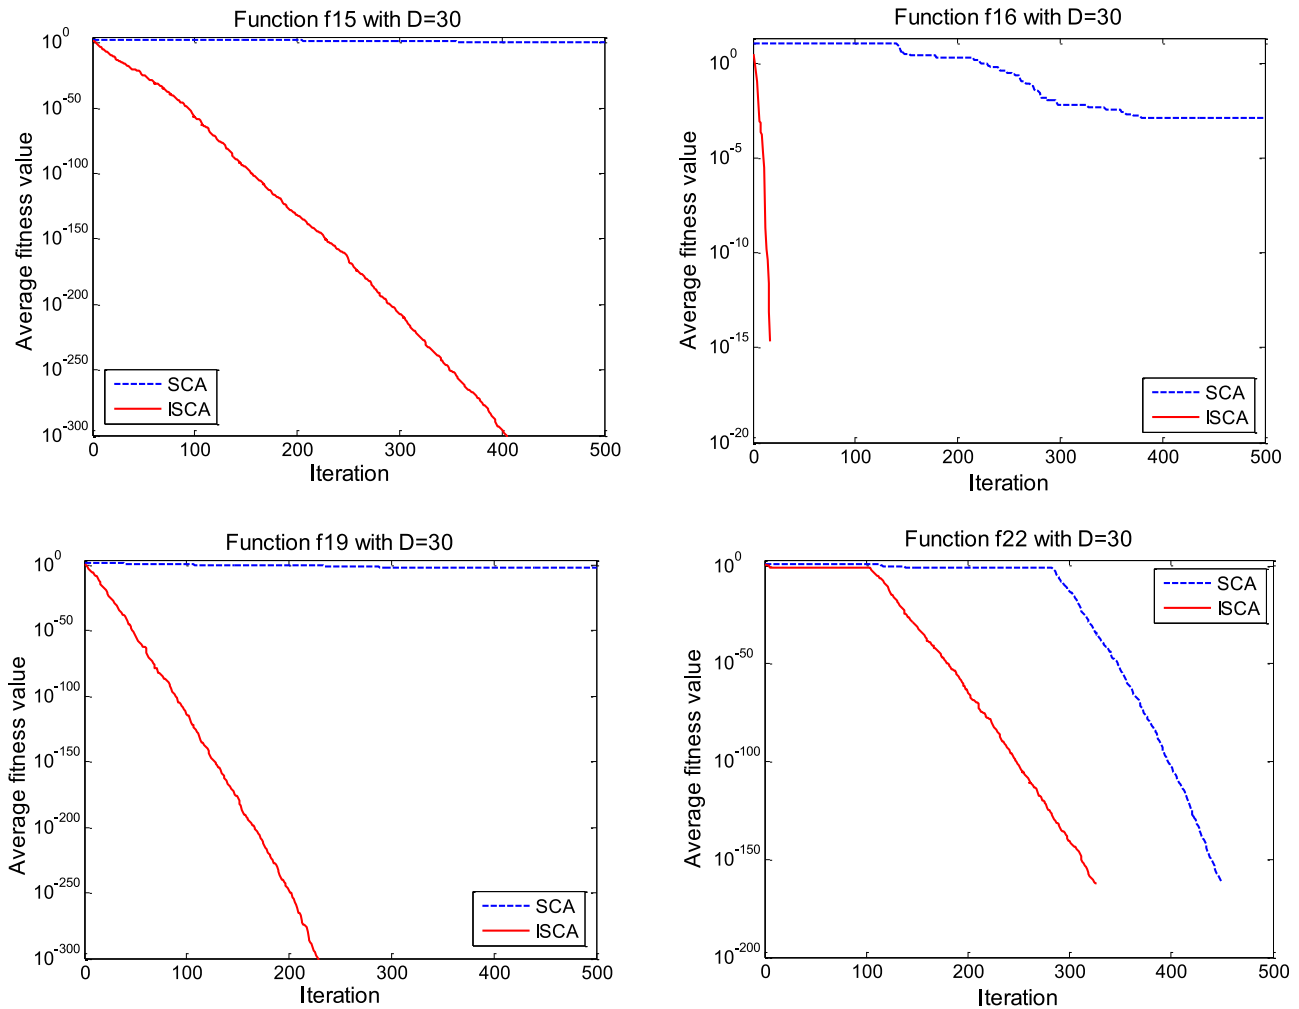 Function f15 with D=30
Average fitness value
10^0
10^-50
10^-100
10^-150
10^-200
10^-250
10^-300
SCA
ISCA
0 100 200 300 400 500
Iteration
Function f16 with D=30
Average fitness value
10^0
10^-5
10^-10
10^-15
10^-20
SCA
ISCA
0 100 200 300 400 500
Iteration
Function f19 with D=30
Average fitness value
10^0
10^-50
10^-100
10^-150
10^-200
10^-250
10^-300
SCA
ISCA
0 100 200 300 400 500
Iteration
Function f22 with D=30
Average fitness value
10^0
10^-50
10^-100
10^-150
10^-200
SCA
ISCA
0 100 200 300 400 500
Iteration